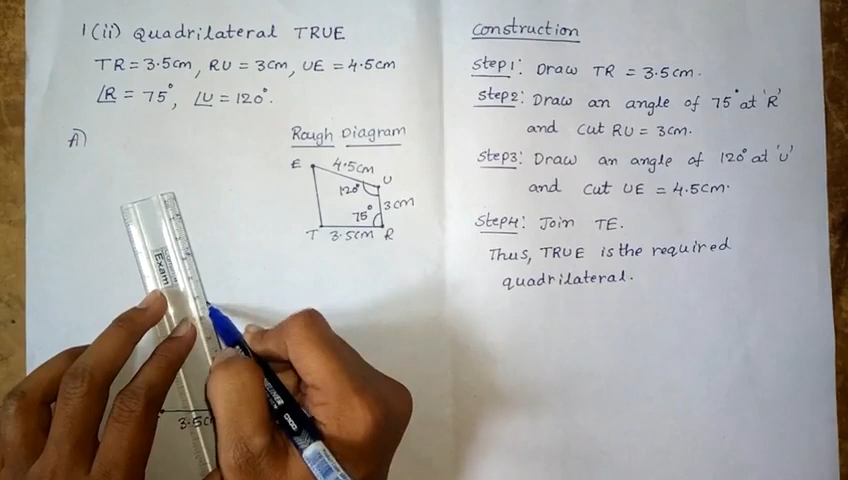 1(ii) Quadrilateral TRUE
TR = 3.5cm, RU = 3cm, UE = 4.5cm
∠R = 75°, ∠U = 120°.
A)
Rough Diagram
E 4.5cm U
120°
3cm
75°
T 3.5cm R
Exam
3.5c
Construction
Step1: Draw TR = 3.5cm.
Step2: Draw an angle of 75° at 'R'
and cut RU = 3cm.
Step3: Draw an angle of 120° at 'U'
and cut UE = 4.5cm.
Step4: Join TE.
Thus, TRUE is the required
quadrilateral.